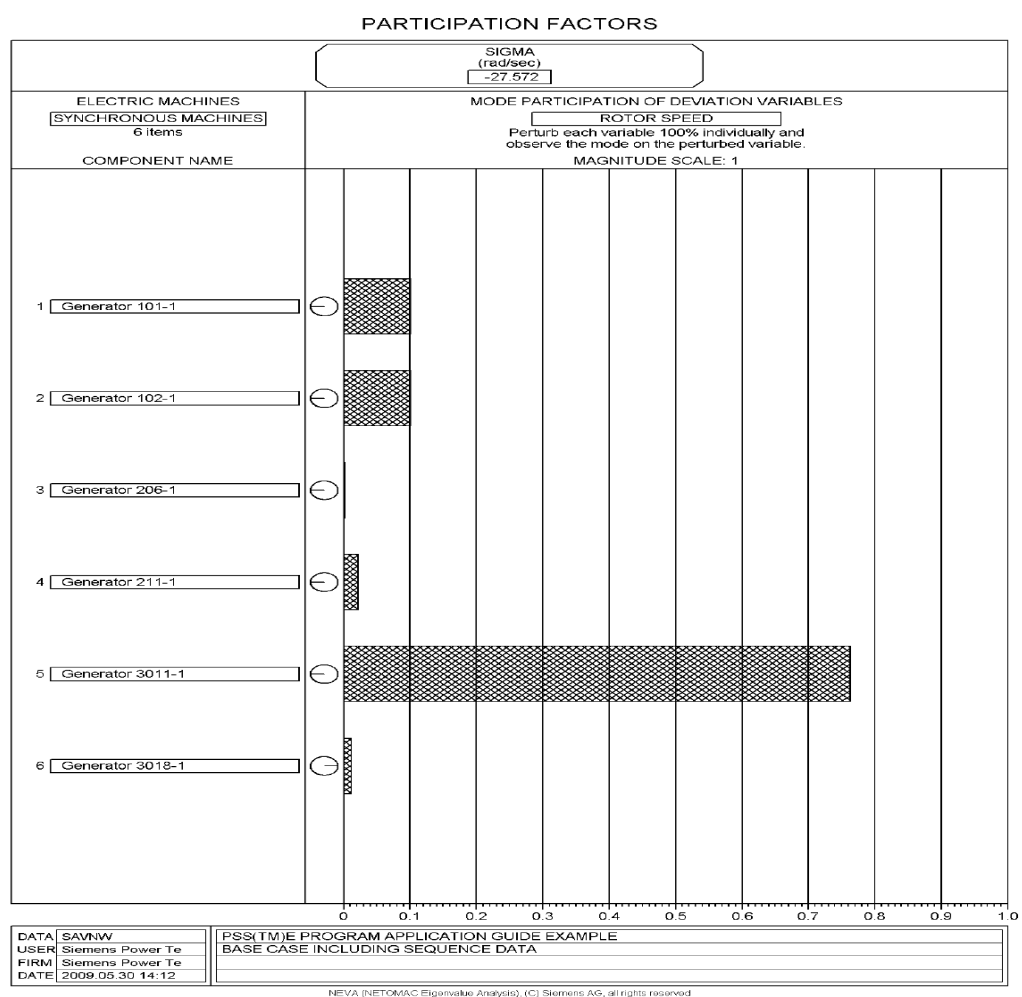 PARTICIPATION FACTORS
SIGMA
(rad/sec)
-27.572
ELECTRIC MACHINES
SYNCHRONOUS MACHINES
6 items
COMPONENT NAME
MODE PARTICIPATION OF DEVIATION VARIABLES
ROTOR SPEED
Perturb each variable 100% individually and
observe the mode on the perturbed variable.
MAGNITUDE SCALE: 1
1 Generator 101-1
2 Generator 102-1
3 Generator 206-1
4 Generator 211-1
5 Generator 3011-1
6 Generator 3018-1
0 0.1 0.2 0.3 0.4 0.5 0.6 0.7 0.8 0.9 1.0
DATA SAVNW
USER Siemens Power Te
FIRM Siemens Power Te
DATE 2009.05.30 14:12
PSS(TM)E PROGRAM APPLICATION GUIDE EXAMPLE
BASE CASE INCLUDING SEQUENCE DATA
NEVA (NETOMAC Eigenvalue Analysis), (C) Siemens AG, all rights reserved